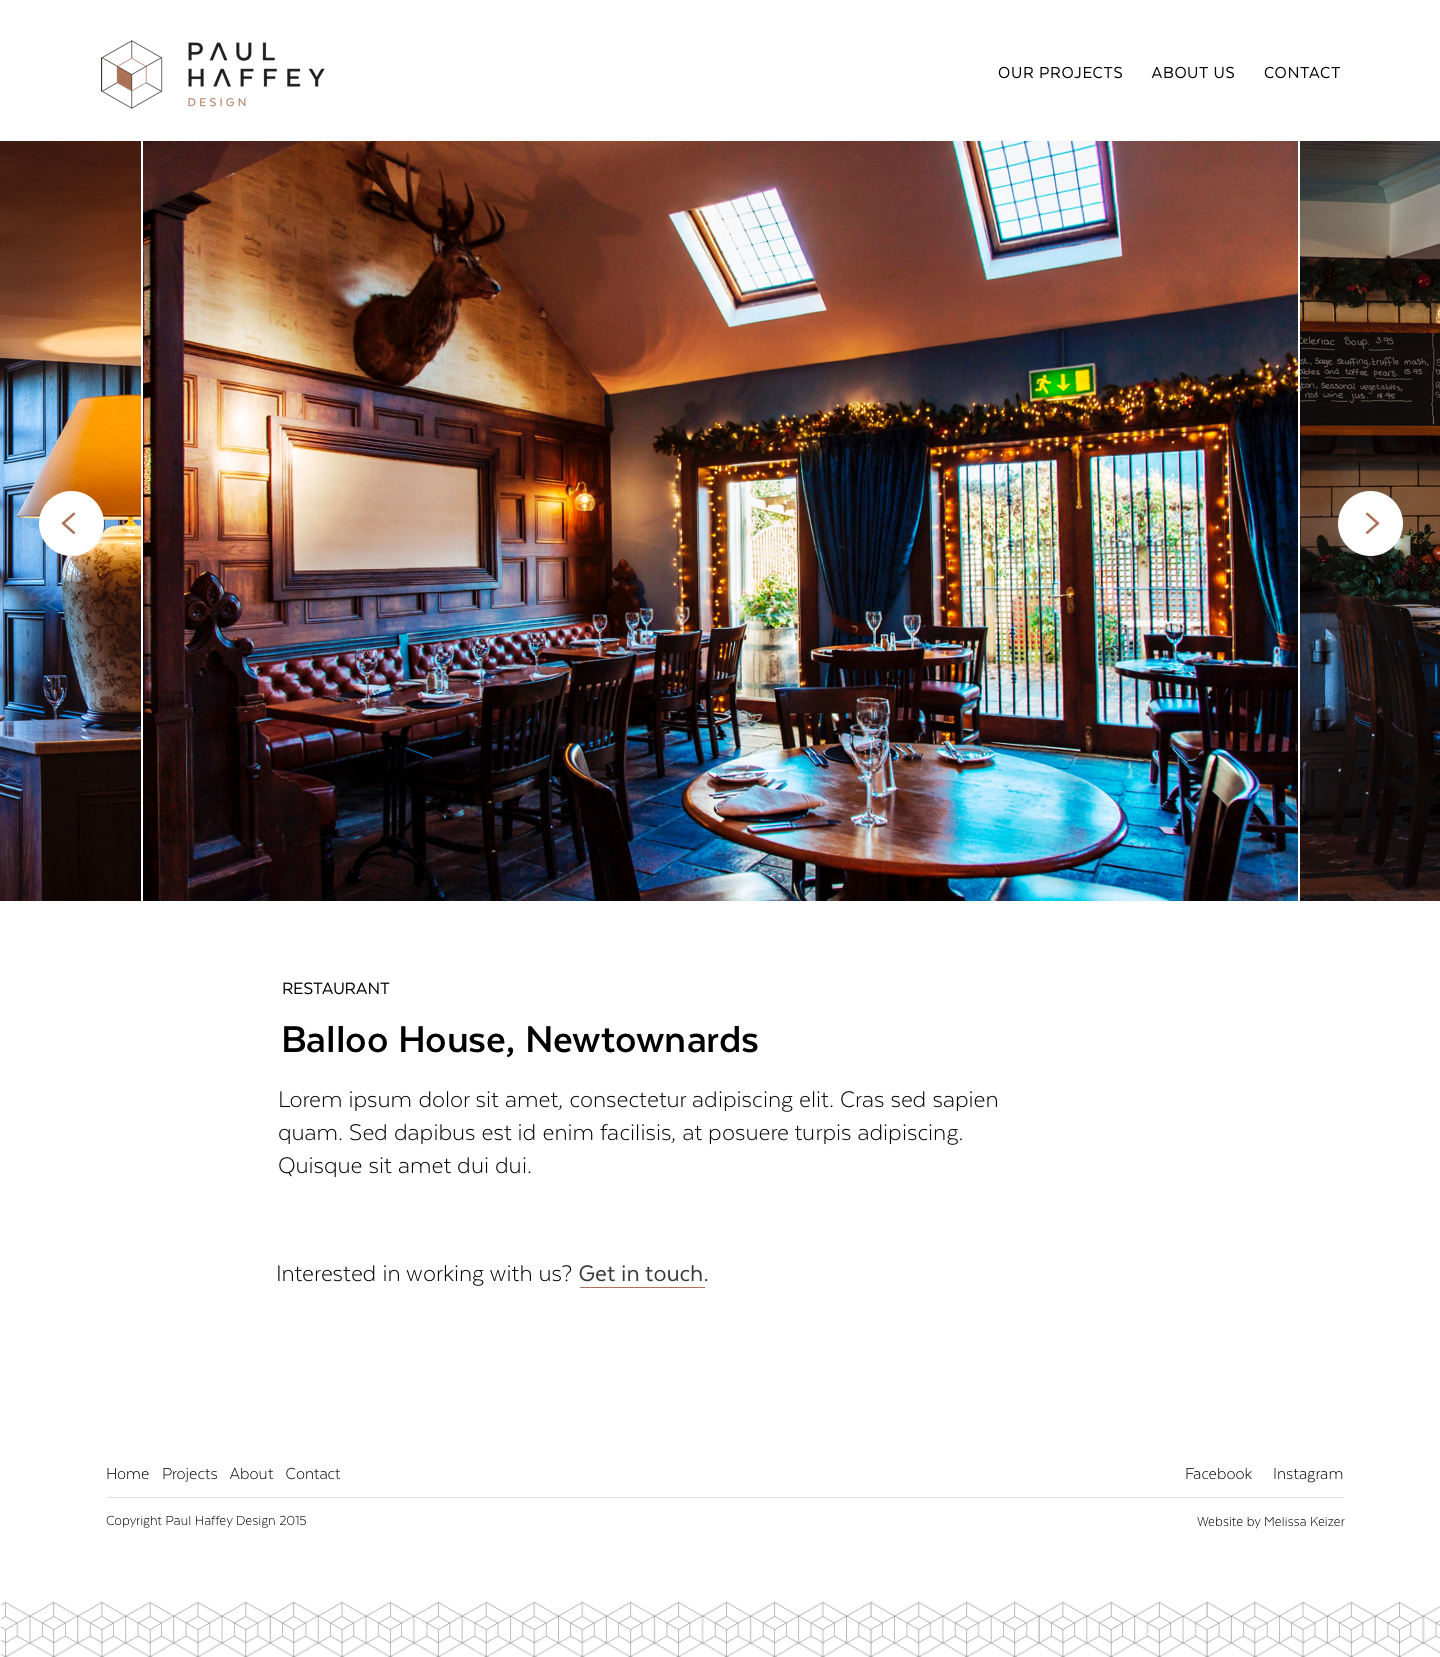 PAUL
HAFFEY
DESIGN
OUR PROJECTS ABOUT US CONTACT
Celeriac Soup. 3.95
st, Sage Stuffing, truffle mash,
and toffee pears. 15.95
ton, Seasonal vegetables,
red wine jus. 18.95
RESTAURANT
Balloo House, Newtownards
Lorem ipsum dolor sit amet, consectetur adipiscing elit. Cras sed sapien
quam. Sed dapibus est id enim facilisis, at posuere turpis adipiscing.
Quisque sit amet dui dui.
Interested in working with us? Get in touch.
Home Projects About Contact
Facebook Instagram
Copyright Paul Haffey Design 2015
Website by Melissa Keizer